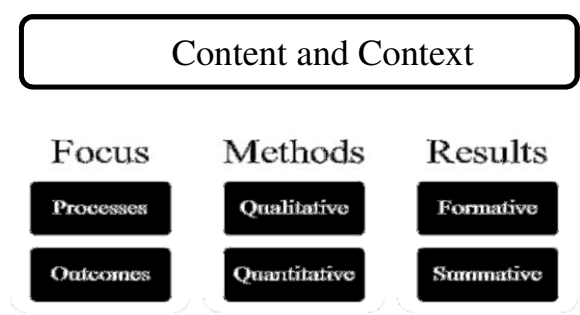 Content and Context
Focus Methods Results
Processes Qualitative Formative
Outcomes Quantitative Summative